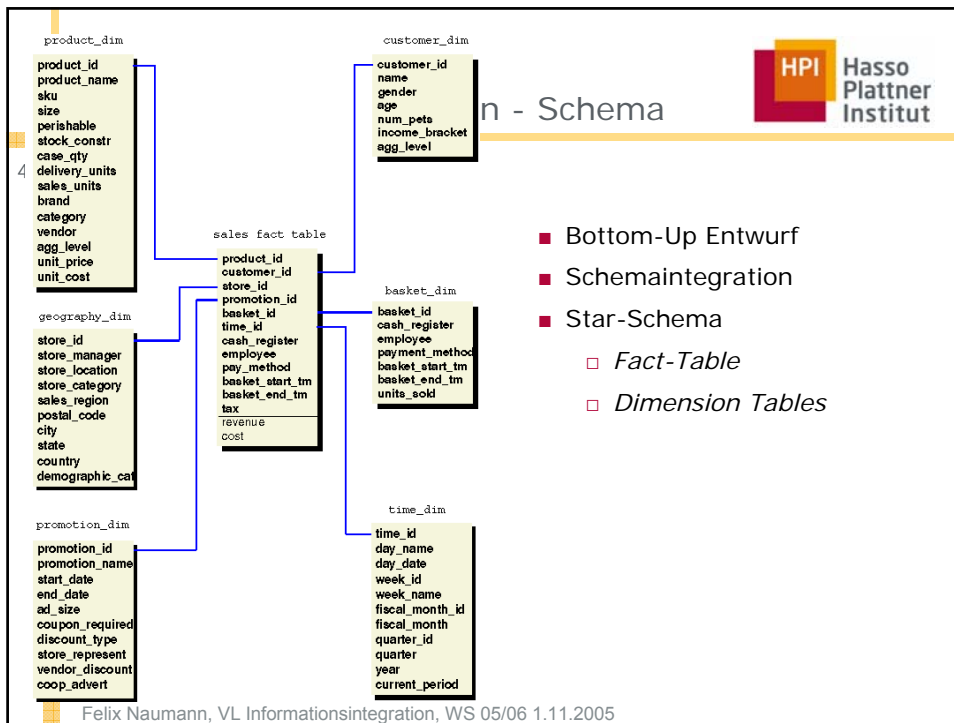 product_dim
product_id
product_name
sku
size
perishable
stock_constr
case_qty
delivery_units
sales_units
brand
category
vendor
agg_level
unit_price
unit_cost
customer_dim
customer_id
name
gender
age
num_pets
income_bracket
agg_level
n - Schema
HPI Hasso
Plattner
Institut
4
sales fact table
product_id
customer_id
store_id
promotion_id
basket_id
time_id
cash_register
employee
pay_method
basket_start_tm
basket_end_tm
tax
revenue
cost
geography_dim
store_id
store_manager
store_location
store_category
sales_region
postal_code
city
state
country
demographic_cat
basket_dim
basket_id
cash_register
employee
payment_method
basket_start_tm
basket_end_tm
units_sold
■ Bottom-Up Entwurf
■ Schemaintegration
■ Star-Schema
□ Fact-Table
□ Dimension Tables
promotion_dim
promotion_id
promotion_name
start_date
end_date
ad_size
coupon_required
discount_type
store_represent
vendor_discount
coop_advert
time_dim
time_id
day_name
day_date
week_id
week_name
fiscal_month_id
fiscal_month
quarter_id
quarter
year
current_period
Felix Naumann, VL Informationsintegration, WS 05/06 1.11.2005